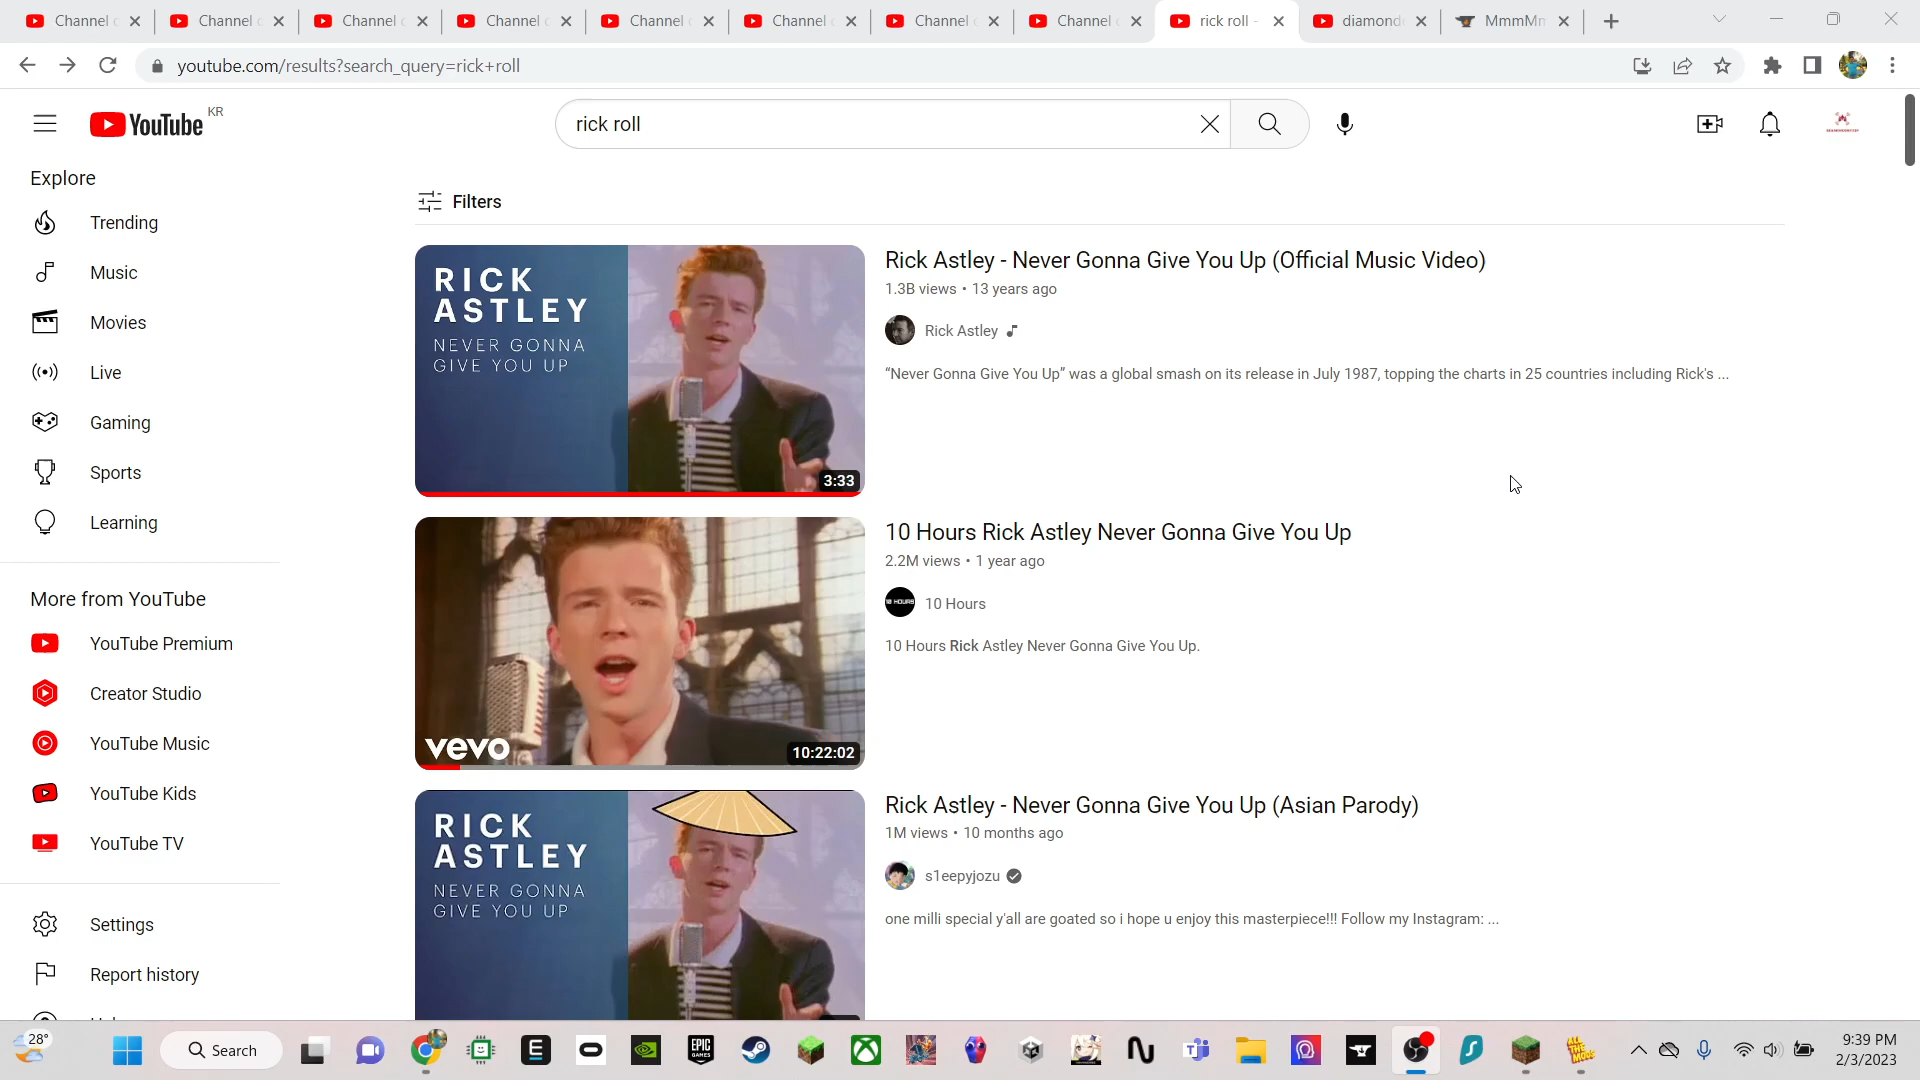 Channel
Channel
Channel
Channel
Channel
Channel
Channel
Channel
rick roll -
diamond
MmmMm
youtube.com/results?search_query=rick+roll
YouTube KR
rick roll
Explore
Trending
Music
Movies
Live
Gaming
Sports
Learning
More from YouTube
YouTube Premium
Creator Studio
YouTube Music
YouTube Kids
YouTube TV
Settings
Report history
Filters
RICK
ASTLEY
NEVER GONNA
GIVE YOU UP
3:33
Rick Astley - Never Gonna Give You Up (Official Music Video)
1.3B views • 13 years ago
Rick Astley
“Never Gonna Give You Up” was a global smash on its release in July 1987, topping the charts in 25 countries including Rick's ...
vevo
10:22:02
10 Hours Rick Astley Never Gonna Give You Up
2.2M views • 1 year ago
10 HOURS
10 Hours
10 Hours Rick Astley Never Gonna Give You Up.
RICK
ASTLEY
NEVER GONNA
GIVE YOU UP
Rick Astley - Never Gonna Give You Up (Asian Parody)
1M views • 10 months ago
s1eepyjozu
one milli special y'all are goated so i hope u enjoy this masterpiece!!! Follow my Instagram: ...
28°
Search
EPIC
GAMES
ALL
THE
MODS
9:39 PM
2/3/2023